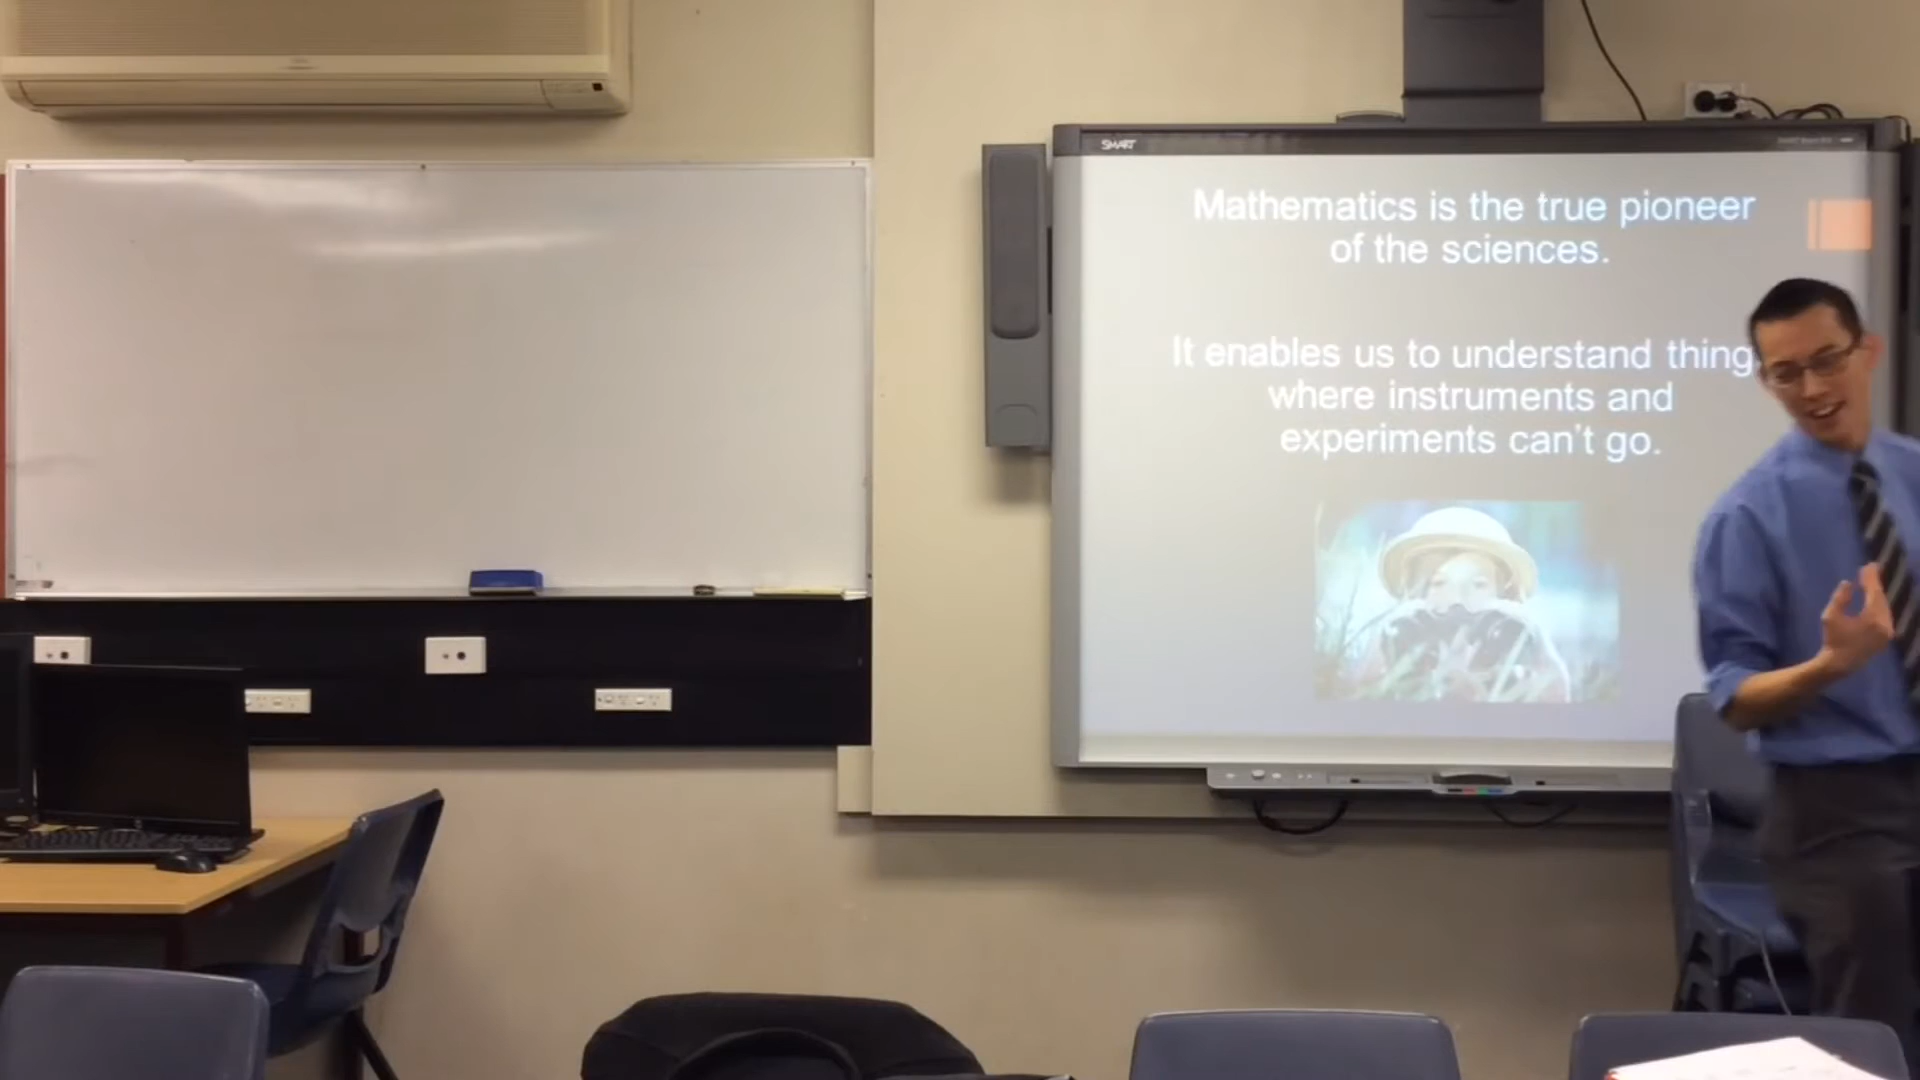 SMART
Mathematics is the true pioneer
of the sciences.
It enables us to understand thing
where instruments and
experiments can't go.